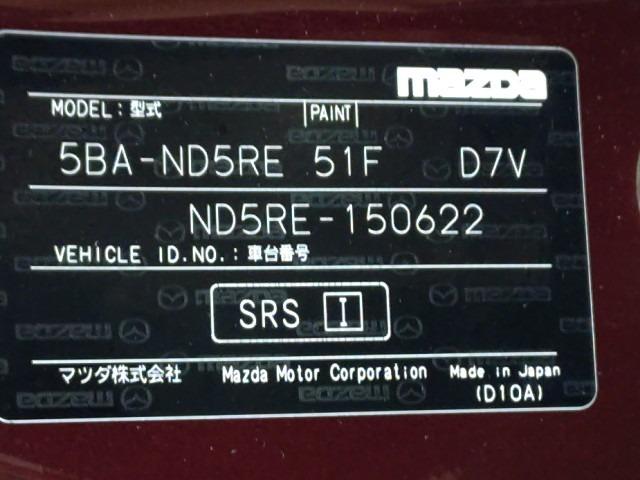 mazda
MODEL : 型式 PAINT
5BA-ND5RE 51F D7V
ND5RE-150622
VEHICLE ID.NO. : 車台番号
SRS I
マツダ株式会社 Mazda Motor Corporation Made in Japan
(D10A)